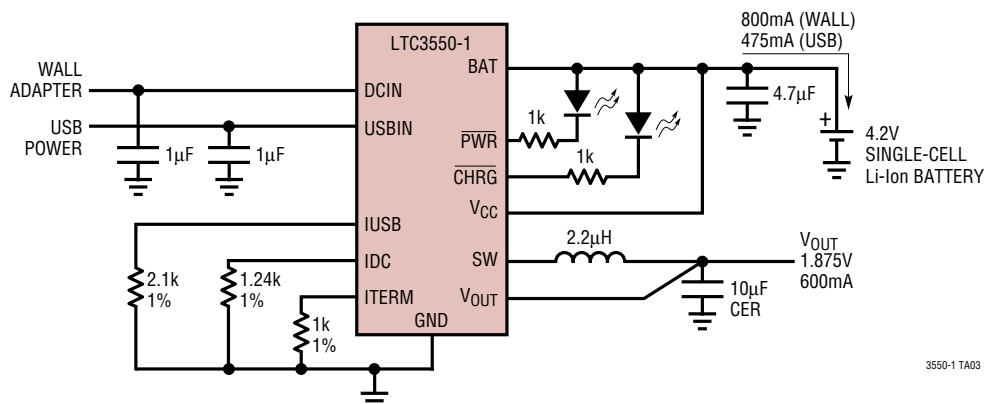 800mA (WALL)
475mA (USB)
LTC3550-1
WALL
ADAPTER
DCIN
BAT
USB
POWER
USBIN
1µF
1µF
PWR
1k
CHRG
1k
4.7µF
+
4.2V
SINGLE-CELL
Li-Ion BATTERY
VCC
IUSB
2.1k
1%
IDC
1.24k
1%
ITERM
1k
1%
SW
2.2µH
VOUT
GND
10µF
CER
VOUT
1.875V
600mA
3550-1 TA03